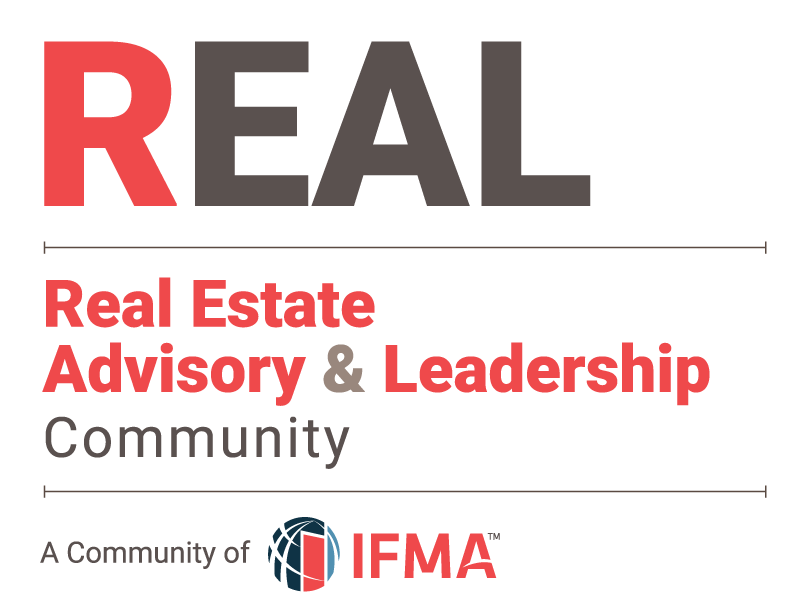 REAL
Real Estate
Advisory & Leadership
Community
A Community of IFMA™